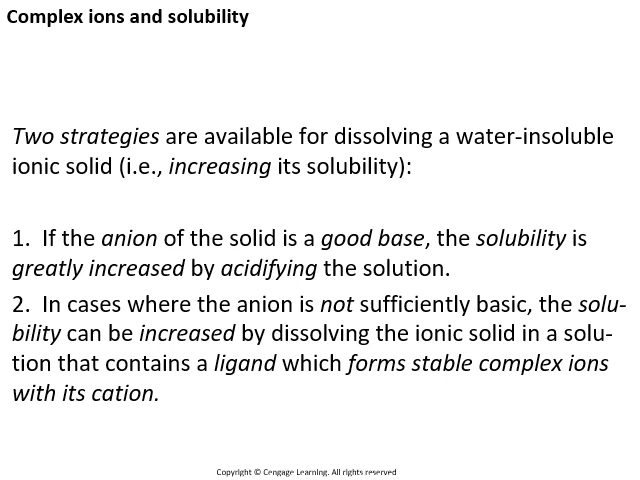 Complex ions and solubility
Two strategies are available for dissolving a water-insoluble
ionic solid (i.e., increasing its solubility):
1. If the anion of the solid is a good base, the solubility is
greatly increased by acidifying the solution.
2. In cases where the anion is not sufficiently basic, the solu-
bility can be increased by dissolving the ionic solid in a solu-
tion that contains a ligand which forms stable complex ions
with its cation.
Copyright © Cengage Learning. All rights reserved